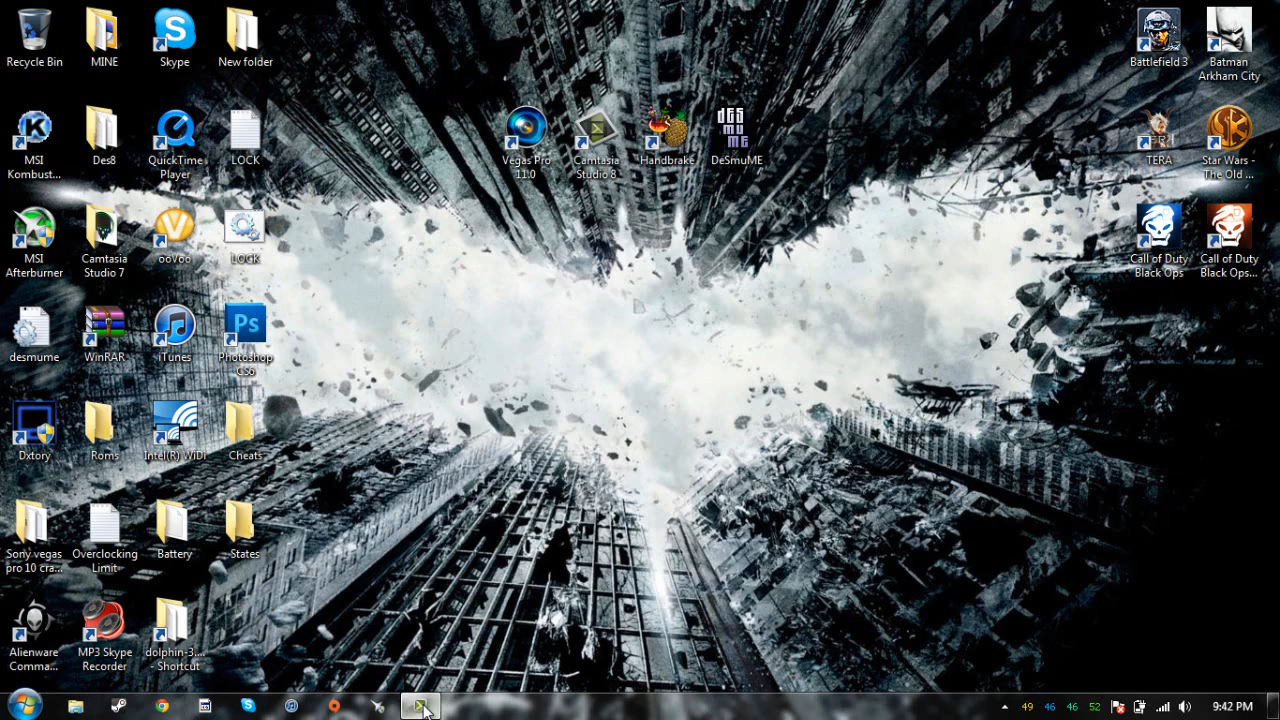 Recycle Bin
MINE
Skype
New folder
Battlefield 3
Batman
Arkham City
MSI
Kombust...
Des8
QuickTime
Player
LOCK
Vegas Pro
11.0
Camtasia
Studio 8
Handbrake
DeSmuME
TERA
Star Wars -
The Old ...
MSI
Afterburner
Camtasia
Studio 7
ooVoo
LOCK
Call of Duty
Black Ops
Call of Duty
Black Ops...
desmume
WinRAR
iTunes
Ps
Photoshop
CS6
Dxtory
Roms
Intel(R) WiDi
Cheats
Sony vegas
pro 10 cra...
Overclocking
Limit
Battery
States
Alienware
Comma...
MP3 Skype
Recorder
dolphin-3....
- Shortcut
49
46
46
52
9:42 PM